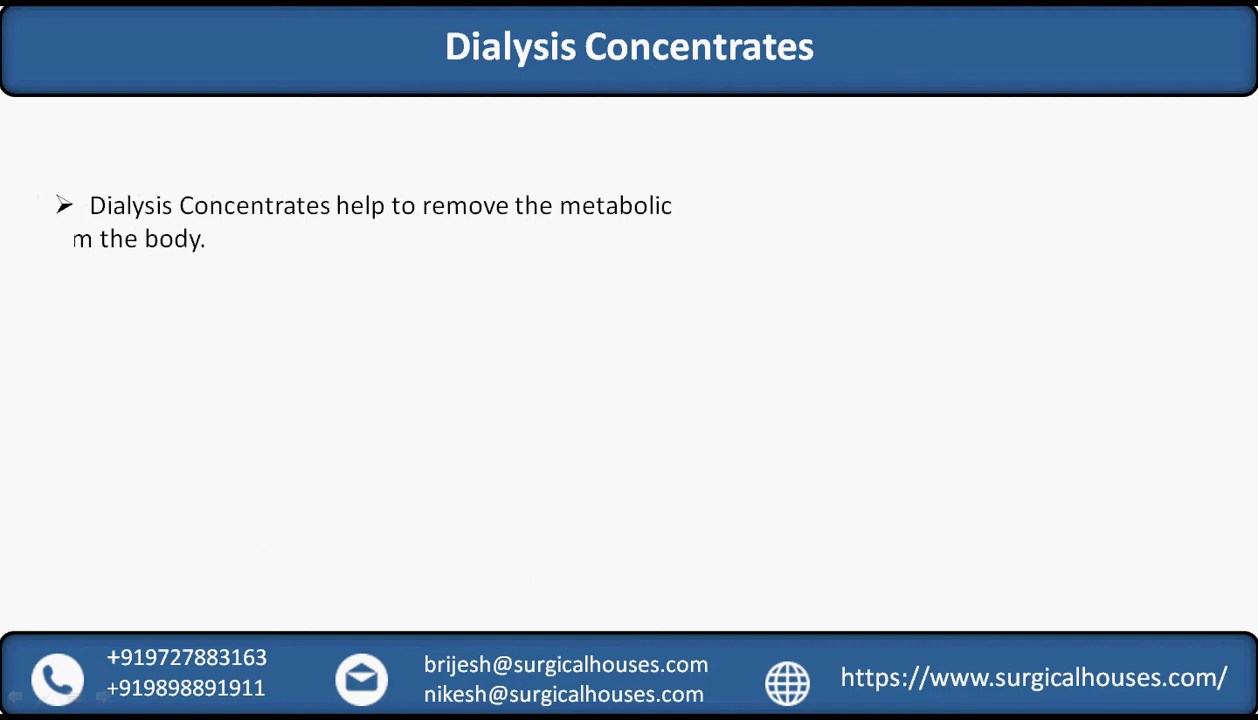 Dialysis Concentrates
➢ Dialysis Concentrates help to remove the metabolic
m the body.
+919727883163
+919898891911
brijesh@surgicalhouses.com
nikesh@surgicalhouses.com
https://www.surgicalhouses.com/